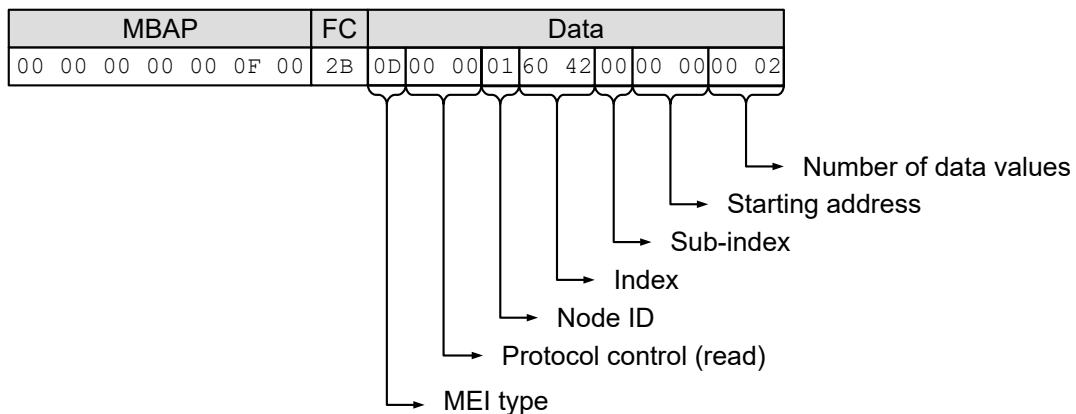 MBAP FC Data
00 00 00 00 00 0F 00 2B 0D 00 00 01 60 42 00 00 00 00 02
Number of data values
Starting address
Sub-index
Index
Node ID
Protocol control (read)
MEI type